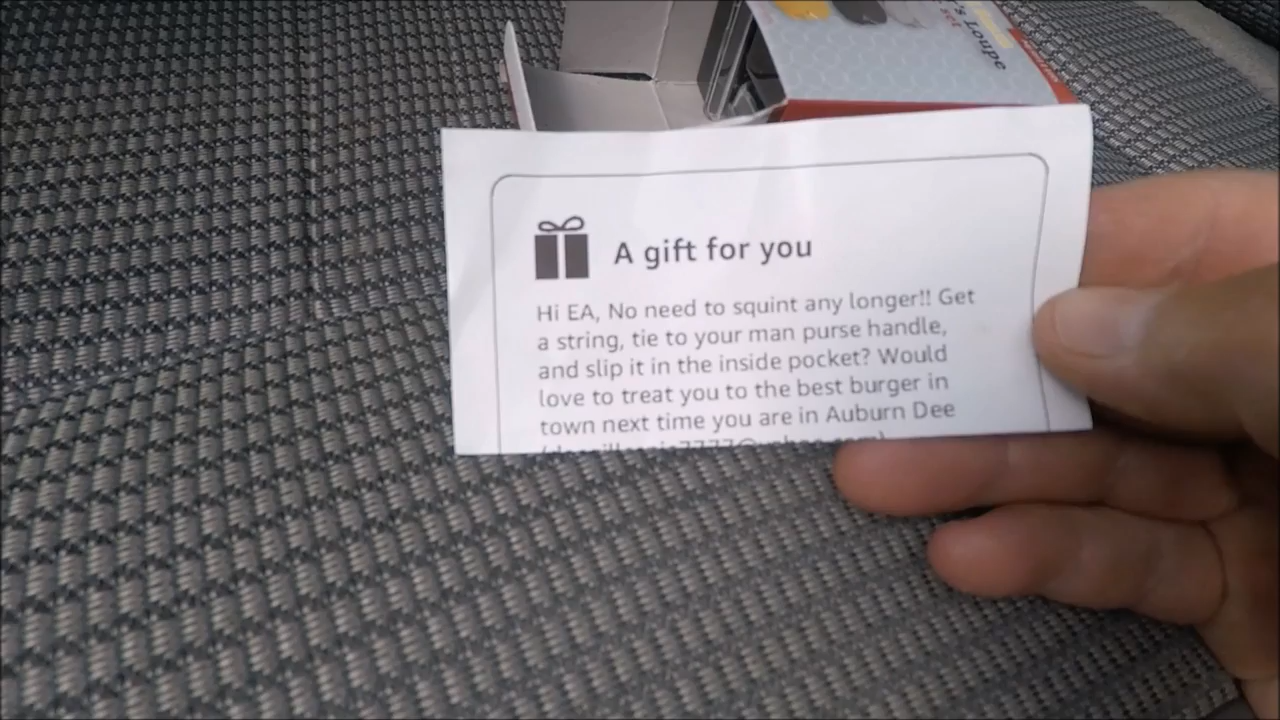 's Loupe
set
A gift for you
Hi EA, No need to squint any longer!! Get
a string, tie to your man purse handle,
and slip it in the inside pocket? Would
love to treat you to the best burger in
town next time you are in Auburn Dee